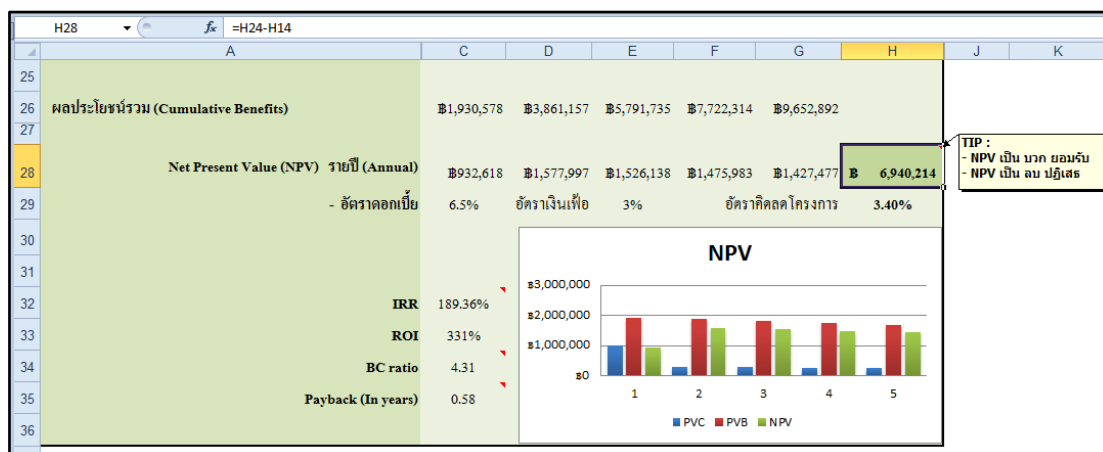 H28 fx =H24-H14
A C D E F G H J K
25
26 ผลประโยชน์รวม (Cumulative Benefits) ฿1,930,578 ฿3,861,157 ฿5,791,735 ฿7,722,314 ฿9,652,892
27
28 Net Present Value (NPV) รายปี (Annual) ฿932,618 ฿1,577,997 ฿1,526,138 ฿1,475,983 ฿1,427,477 ฿ 6,940,214
TIP :
- NPV เป็น บวก ยอมรับ
- NPV เป็น ลบ ปฏิเสธ
29 - อัตราดอกเบี้ย 6.5% อัตราเงินเฟ้อ 3% อัตราคิดลดโครงการ 3.40%
30
31
32 IRR 189.36%
33 ROI 331%
34 BC ratio 4.31
35 Payback (In years) 0.58
36
NPV
฿3,000,000
฿2,000,000
฿1,000,000
฿0
1 2 3 4 5
PVC PVB NPV